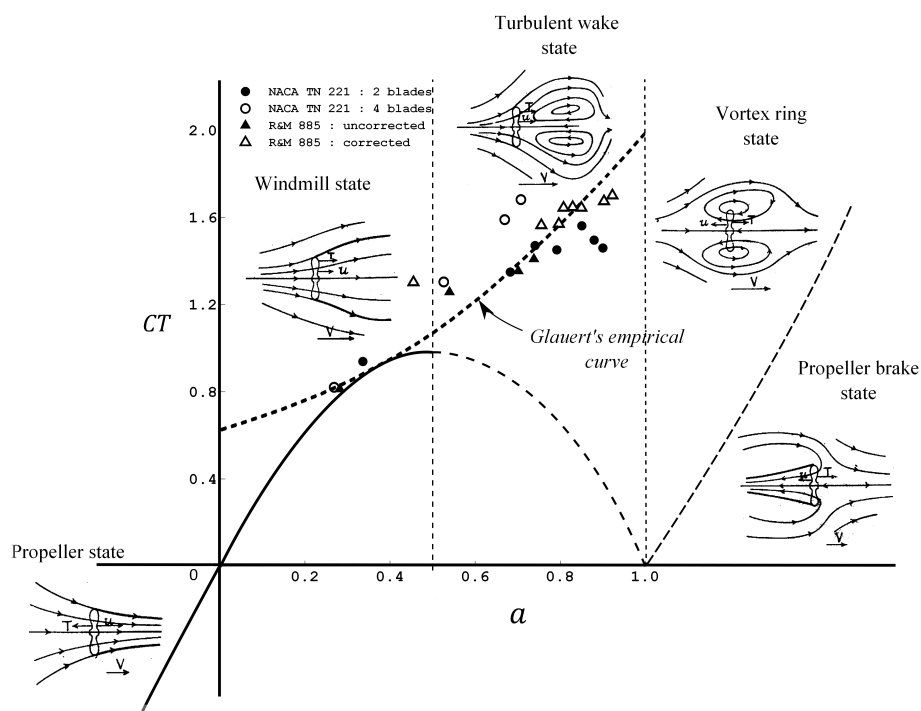 Turbulent wake
state
NACA TN 221 : 2 blades
NACA TN 221 : 4 blades
R&M 885 : uncorrected
R&M 885 : corrected
2.0
T
u
V
Vortex ring
state
Windmill state
1.6
u
T
V
T
u
V
1.2
CT
Glauert's empirical
curve
Propeller brake
state
0.8
0.4
u
T
V
Propeller state
0
0.2
0.4
0.6
0.8
1.0
a
T
u
V